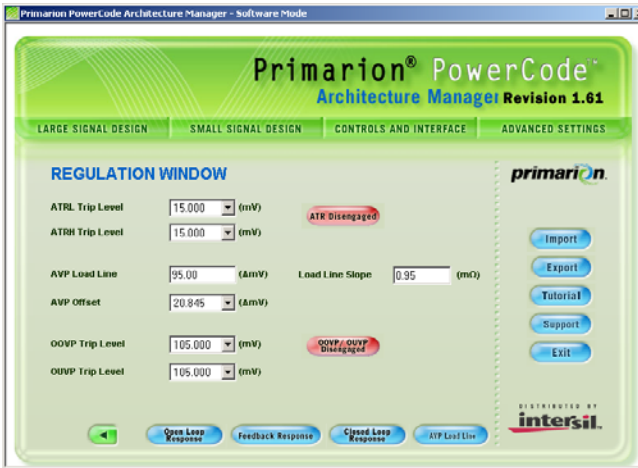 Primarion PowerCode Architecture Manager - Software Mode
Primarion® PowerCode™
Architecture Manager Revision 1.61
LARGE SIGNAL DESIGN SMALL SIGNAL DESIGN CONTROLS AND INTERFACE ADVANCED SETTINGS
REGULATION WINDOW
primarion.
ATRL Trip Level 15.000 (mV)
ATR Disengaged
ATRH Trip Level 15.000 (mV)
AVP Load Line 95.00 (ΔmV) Load Line Slope 0.95 (mΩ)
AVP Offset 20.845 (ΔmV)
OOVP Trip Level 105.000 (mV)
OOVP / OUVP
Disengaged
OUVP Trip Level 105.000 (mV)
Import
Export
Tutorial
Support
Exit
DISTRIBUTED BY
intersil.
Open Loop
Response
Feedback Response
Closed Loop
Response
AVP Load Line